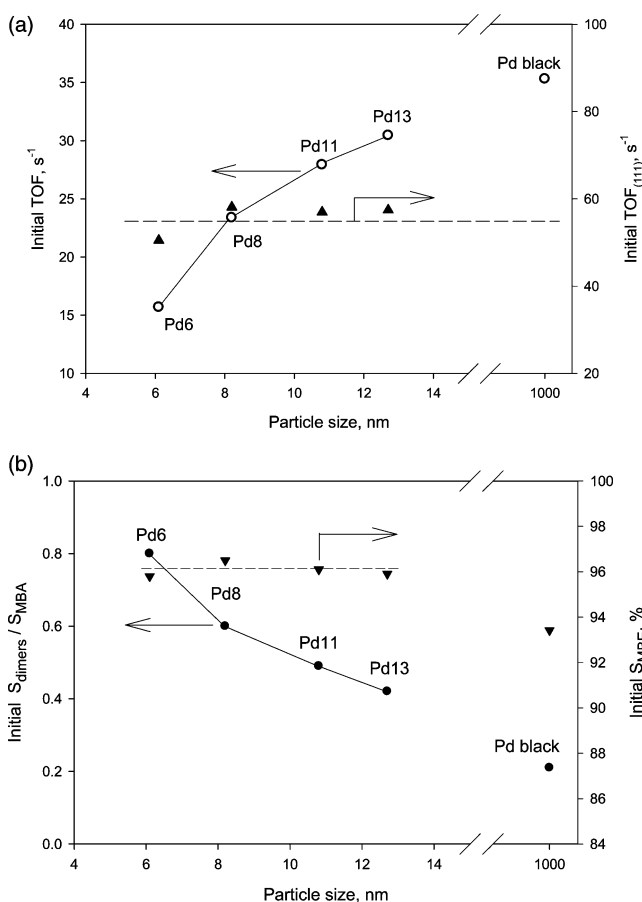 (a)
40
35
30
25
20
15
10
Initial TOF, s⁻¹
100
80
60
40
20
Initial TOF₍₁₁₁₎, s⁻¹
Pd6
Pd8
Pd11
Pd13
Pd black
4 6 8 10 12 14 1000
Particle size, nm
(b)
1.0
0.8
0.6
0.4
0.2
0.0
Initial S_dimers / S_MBA
100
98
96
94
92
90
88
86
84
Initial S_MBE, %
Pd6
Pd8
Pd11
Pd13
Pd black
4 6 8 10 12 14 1000
Particle size, nm